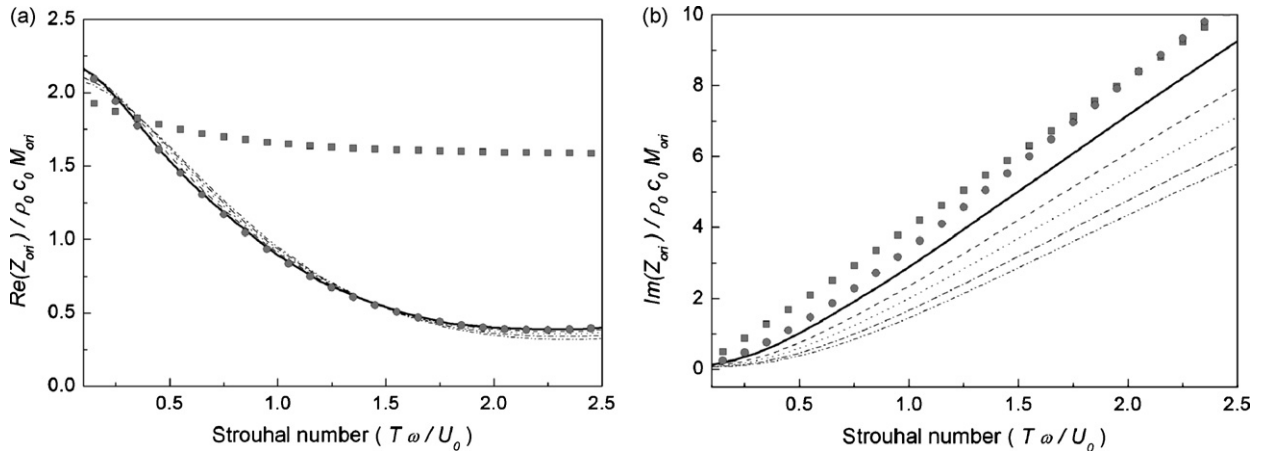 (a)
2.5
2.0
1.5
1.0
0.5
0.0
Re(Z_ori) / ρ_0 c_0 M_ori
0.5 1.0 1.5 2.0 2.5
Strouhal number ( T ω / U_0 )
(b)
10
8
6
4
2
0
Im(Z_ori) / ρ_0 c_0 M_ori
0.5 1.0 1.5 2.0 2.5
Strouhal number ( T ω / U_0 )